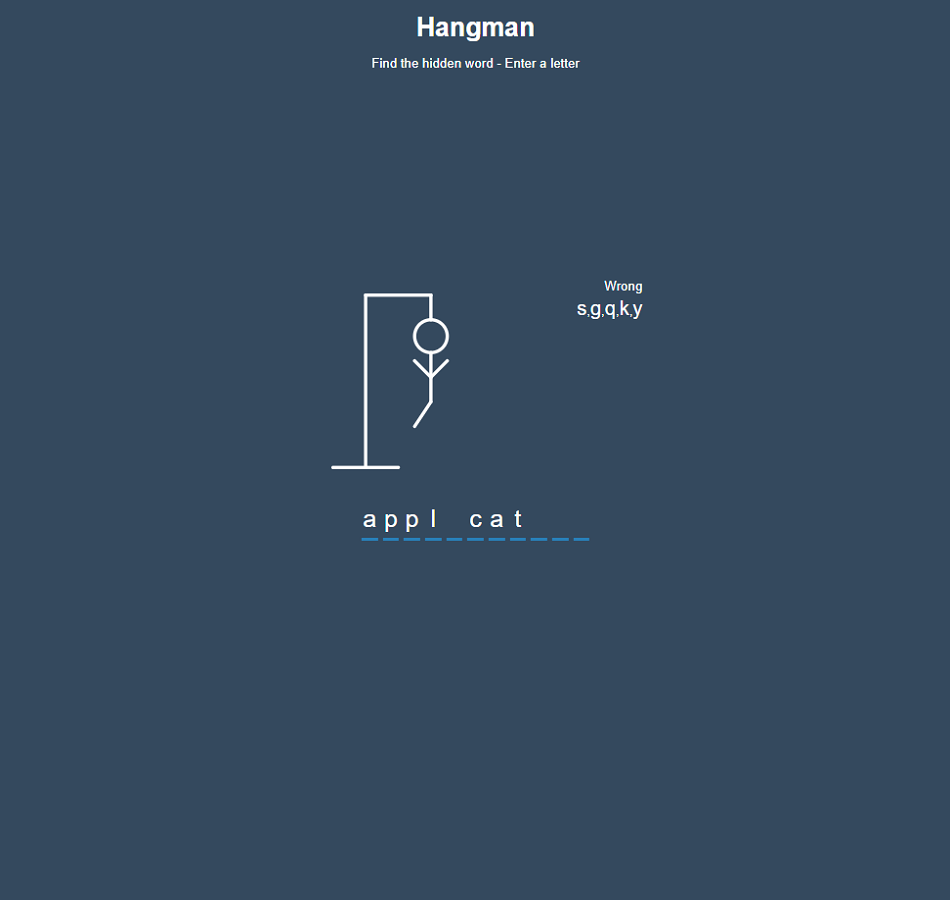 Hangman
Find the hidden word - Enter a letter
Wrong
s,g,q,k,y
a p p l _ c a t _ _ _